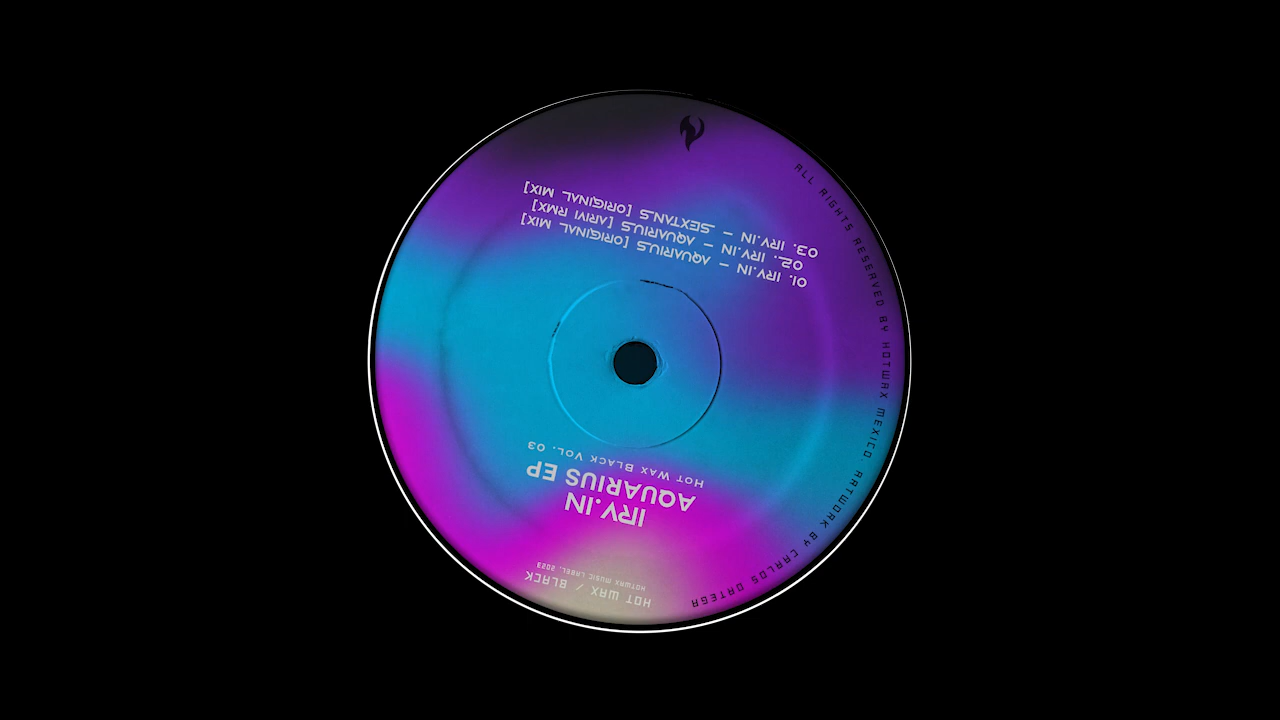 HOT WAX / BLACK
HOTWAX MUSIC LABEL, 2023
IRV.IN
AQUARIUS EP
HOT WAX BLACK VOL. 03
01. IRV.IN – AQUARIUS [ORIGINAL MIX]
02. IRV.IN – AQUARIUS [ARIVI RMX]
03. IRV.IN – SEXTANS [ORIGINAL MIX]
ALL RIGHTS RESERVED BY HOTWAX MEXICO. ARTWORK BY CARLOS ORTEGA